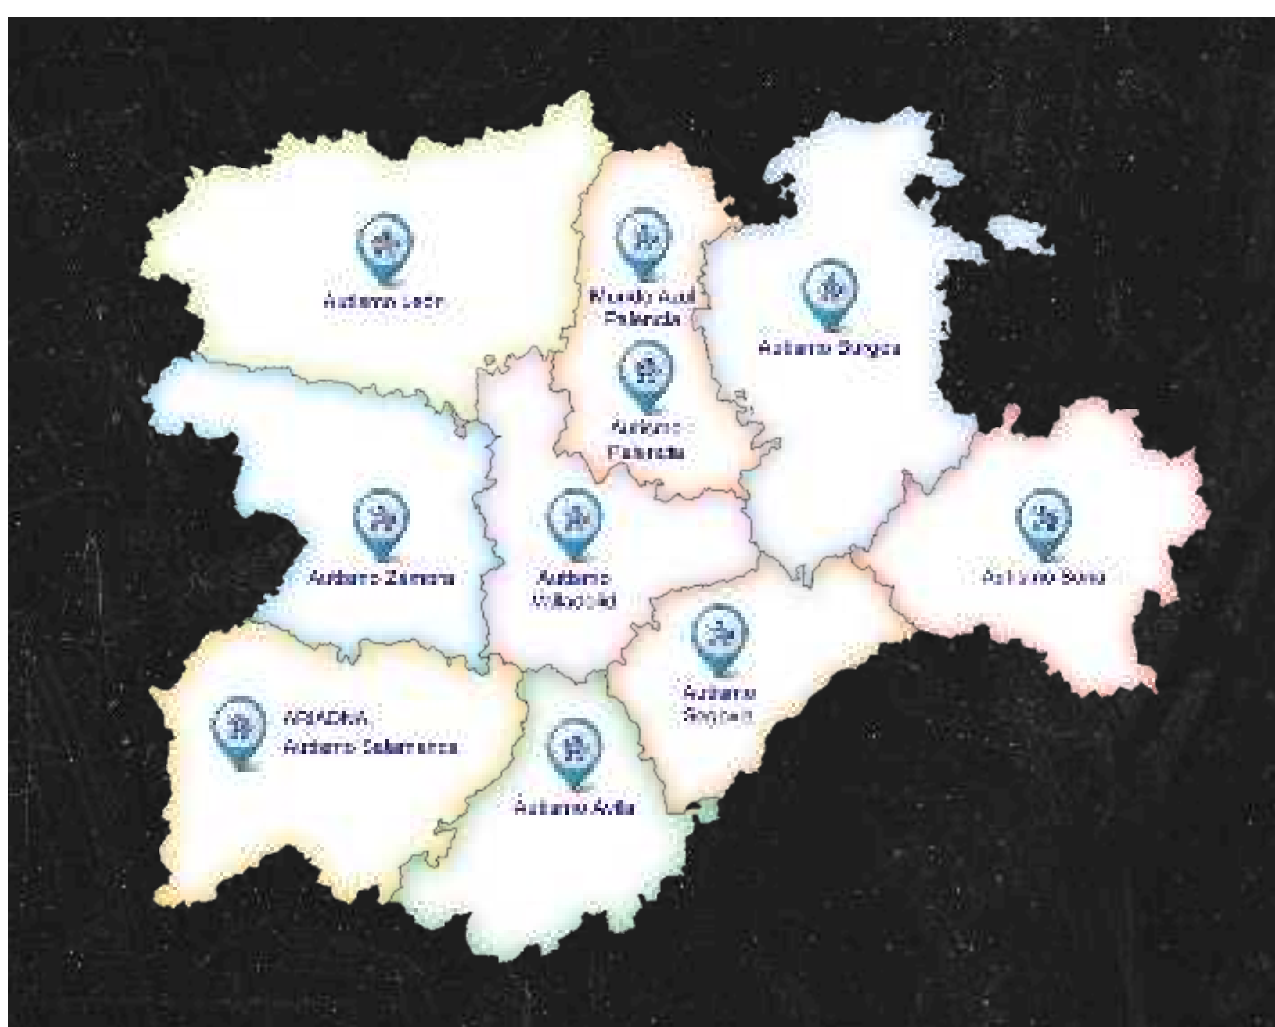 Autismo León
Mundo Azul
Palencia
Autismo Burgos
Autismo
Palencia
Autismo Zamora
Autismo
Valladolid
Autismo Soria
Autismo
Segovia
ARIADNA
Autismo Salamanca
Autismo Ávila